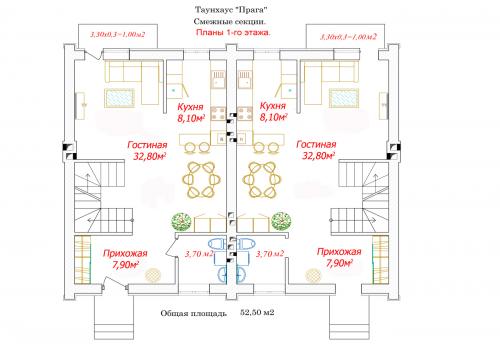 Таунхаус "Прага"
Смежные секции.
Планы 1-го этажа.
3,30х0,3=1,00м2
3,30х0,3=1,00м2
Кухня
8,10м²
Кухня
8,10м²
Гостиная
32,80м²
Гостиная
32,80м²
Прихожая
7,90м²
3,70 м2
3,70 м2
Прихожая
7,90м²
Общая площадь 52,50 м2